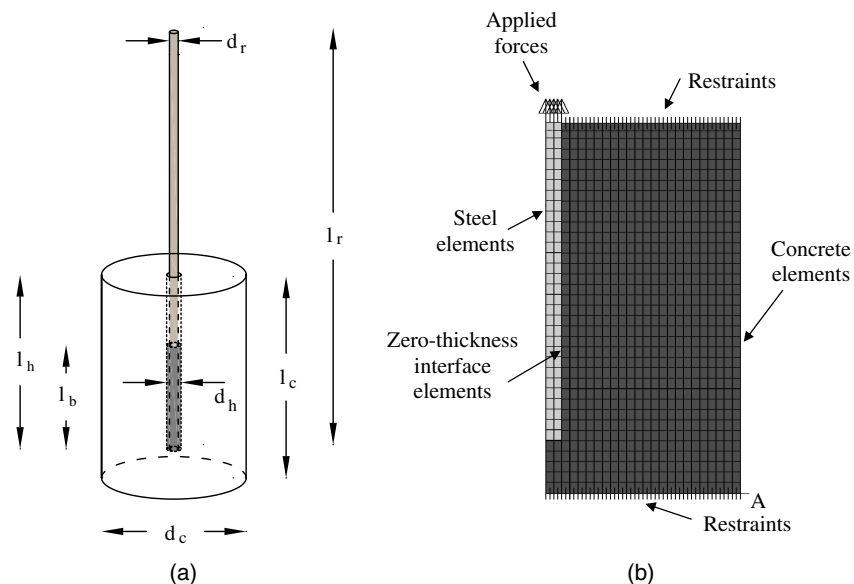 d r
l r
l h
l b
d h
l c
d c
(a)
Applied
forces
Restraints
Steel
elements
Concrete
elements
Zero-thickness
interface
elements
A
Restraints
(b)